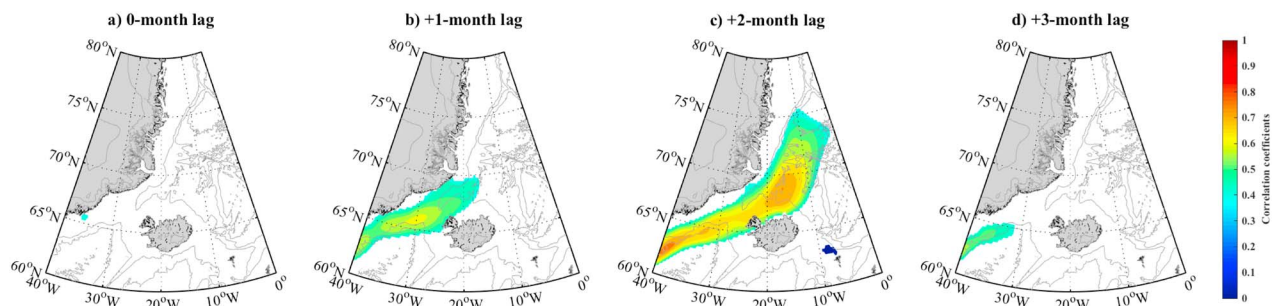 a) 0-month lag
b) +1-month lag
c) +2-month lag
d) +3-month lag
80°N
75°N
70°N
65°N
60°N
40°W
30°W
20°W
10°W
0°
80°N
75°N
70°N
65°N
60°N
40°W
30°W
20°W
10°W
0°
80°N
75°N
70°N
65°N
60°N
40°W
30°W
20°W
10°W
0°
80°N
75°N
70°N
65°N
60°N
40°W
30°W
20°W
10°W
0°
1
0.9
0.8
0.7
0.6
0.5
0.4
0.3
0.2
0.1
0
Correlation coefficients